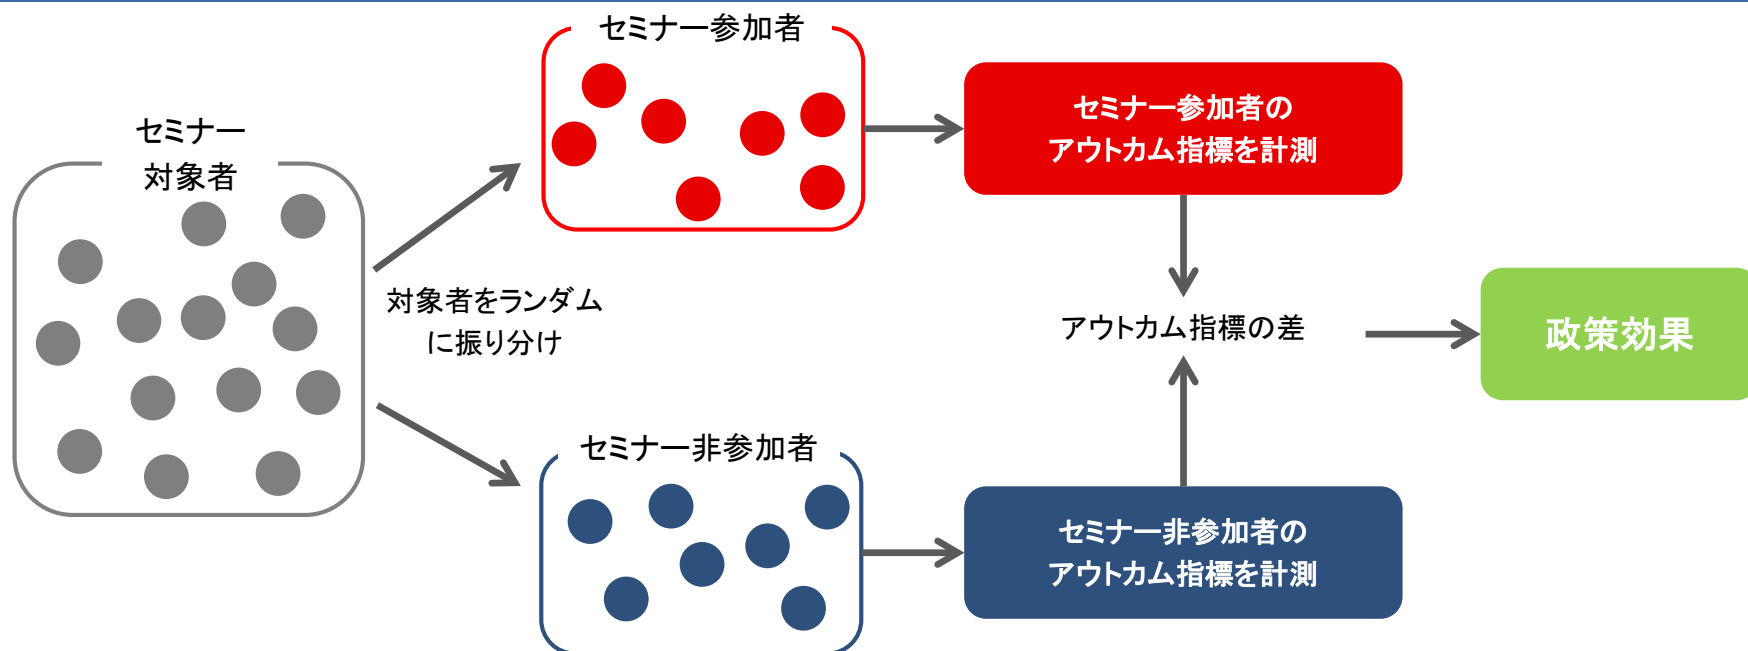 セミナー
対象者
対象者をランダム
に振り分け
セミナー参加者
セミナー参加者の
アウトカム指標を計測
アウトカム指標の差
政策効果
セミナー非参加者
セミナー非参加者の
アウトカム指標を計測